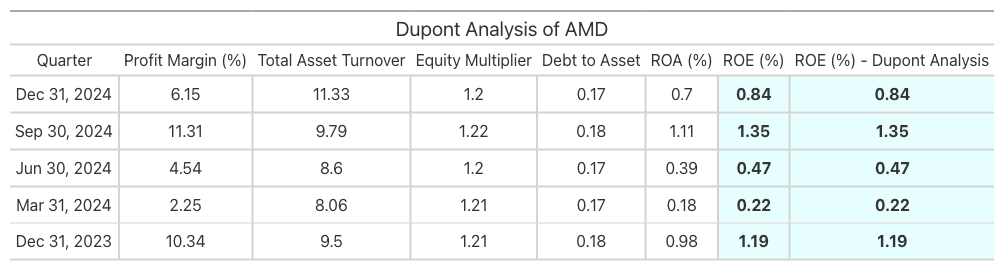 Dupont Analysis of AMD
Quarter Profit Margin (%) Total Asset Turnover Equity Multiplier Debt to Asset ROA (%) ROE (%) ROE (%) - Dupont Analysis
Dec 31, 2024 6.15 11.33 1.2 0.17 0.7 0.84 0.84
Sep 30, 2024 11.31 9.79 1.22 0.18 1.11 1.35 1.35
Jun 30, 2024 4.54 8.6 1.2 0.17 0.39 0.47 0.47
Mar 31, 2024 2.25 8.06 1.21 0.17 0.18 0.22 0.22
Dec 31, 2023 10.34 9.5 1.21 0.18 0.98 1.19 1.19